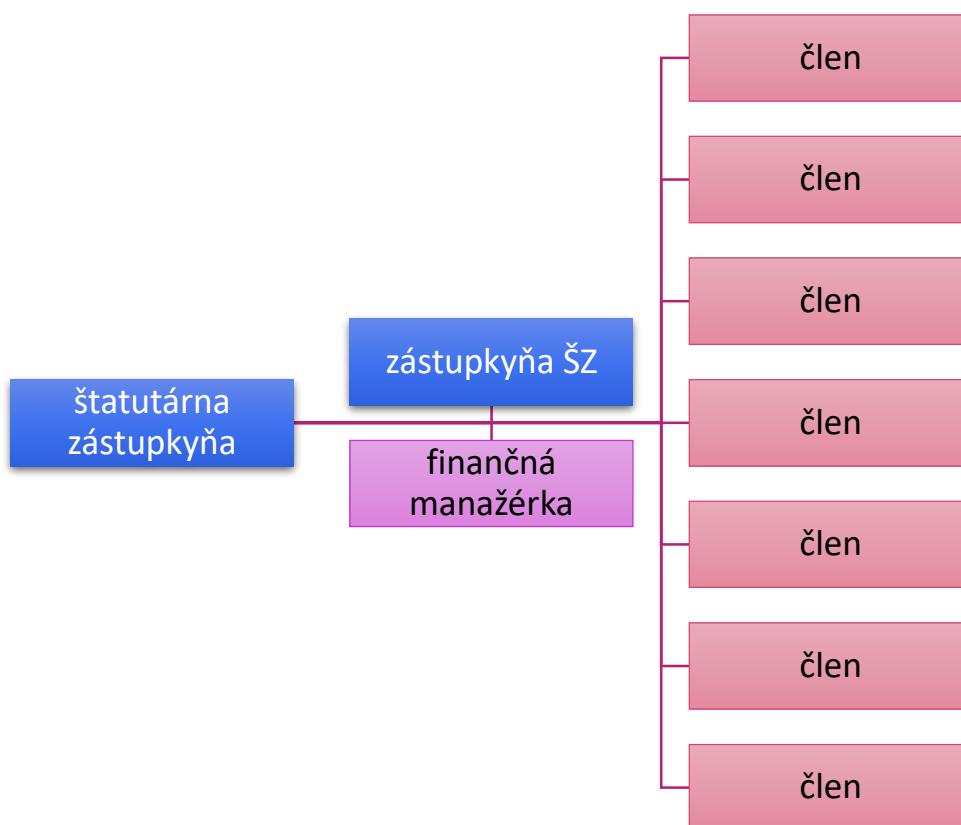 štatutárna
zástupkyňa
zástupkyňa ŠZ
finančná
manažérka
člen
člen
člen
člen
člen
člen
člen